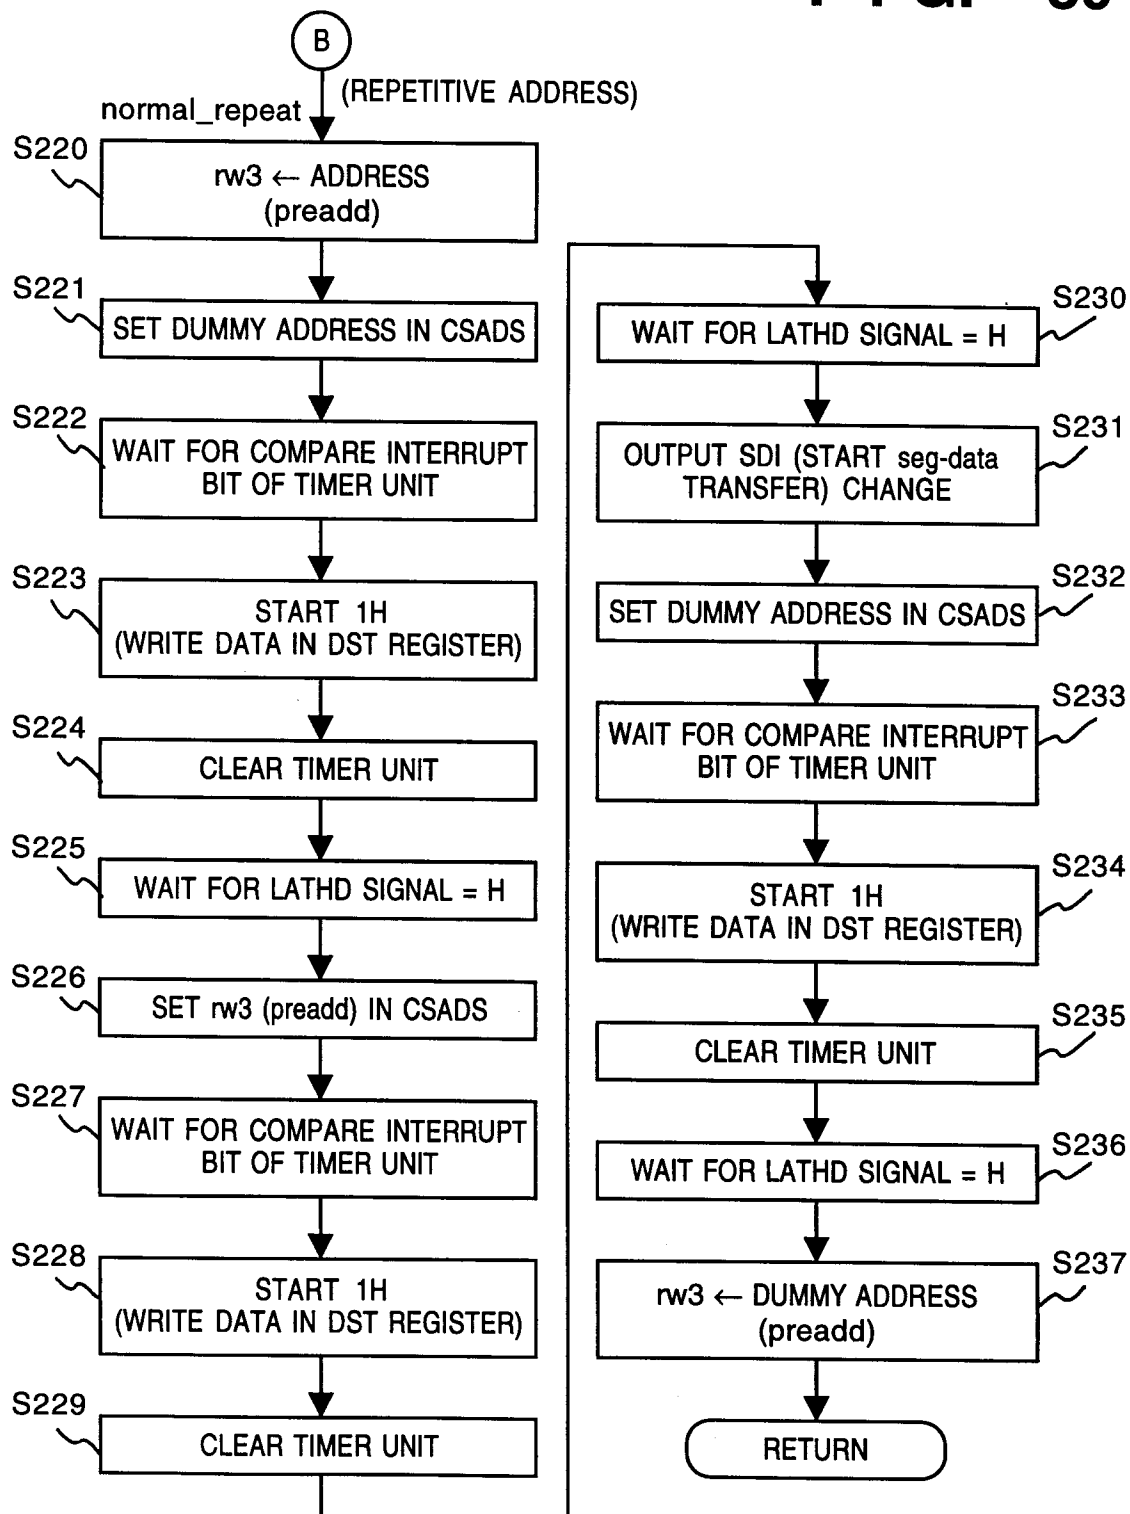 B
(REPETITIVE ADDRESS)
normal_repeat
S220
rw3 ← ADDRESS
(preadd)
S221
SET DUMMY ADDRESS IN CSADS
S222
WAIT FOR COMPARE INTERRUPT
BIT OF TIMER UNIT
S223
START 1H
(WRITE DATA IN DST REGISTER)
S224
CLEAR TIMER UNIT
S225
WAIT FOR LATHD SIGNAL = H
S226
SET rw3 (preadd) IN CSADS
S227
WAIT FOR COMPARE INTERRUPT
BIT OF TIMER UNIT
S228
START 1H
(WRITE DATA IN DST REGISTER)
S229
CLEAR TIMER UNIT
S230
WAIT FOR LATHD SIGNAL = H
S231
OUTPUT SDI (START seg-data
TRANSFER) CHANGE
S232
SET DUMMY ADDRESS IN CSADS
S233
WAIT FOR COMPARE INTERRUPT
BIT OF TIMER UNIT
S234
START 1H
(WRITE DATA IN DST REGISTER)
S235
CLEAR TIMER UNIT
S236
WAIT FOR LATHD SIGNAL = H
S237
rw3 ← DUMMY ADDRESS
(preadd)
RETURN